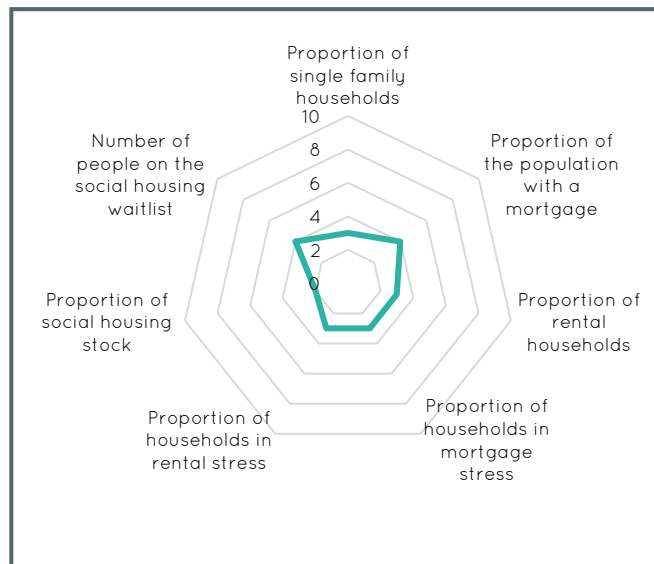 Proportion of
single family
households
10
8
6
4
2
0
Proportion of
the population
with a
mortgage
Proportion of
rental
households
Proportion of
households in
mortgage
stress
Proportion of
households in
rental stress
Proportion of
social housing
stock
Number of
people on the
social housing
waitlist